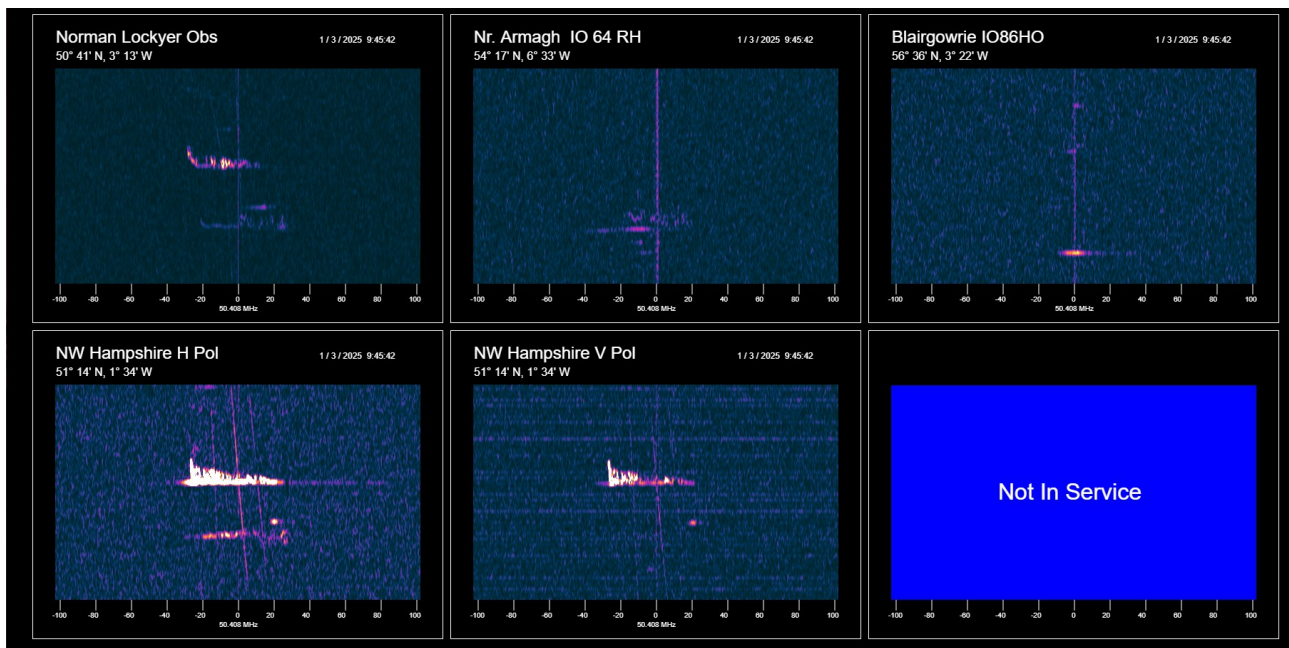 Norman Lockyer Obs 1 / 3 / 2025 9:45:42
50° 41' N, 3° 13' W
-100 -80 -60 -40 -20 0 20 40 60 80 100
50.408 MHz
Nr. Armagh IO 64 RH 1 / 3 / 2025 9:45:42
54° 17' N, 6° 33' W
-100 -80 -60 -40 -20 0 20 40 60 80 100
50.408 MHz
Blairgowrie IO86HO 1 / 3 / 2025 9:45:42
56° 36' N, 3° 22' W
-100 -80 -60 -40 -20 0 20 40 60 80 100
50.408 MHz
NW Hampshire H Pol 1 / 3 / 2025 9:45:42
51° 14' N, 1° 34' W
-100 -80 -60 -40 -20 0 20 40 60 80 100
50.408 MHz
NW Hampshire V Pol 1 / 3 / 2025 9:45:42
51° 14' N, 1° 34' W
-100 -80 -60 -40 -20 0 20 40 60 80 100
50.408 MHz
Not In Service
-100 -80 -60 -40 -20 0 20 40 60 80 100
50.408 MHz